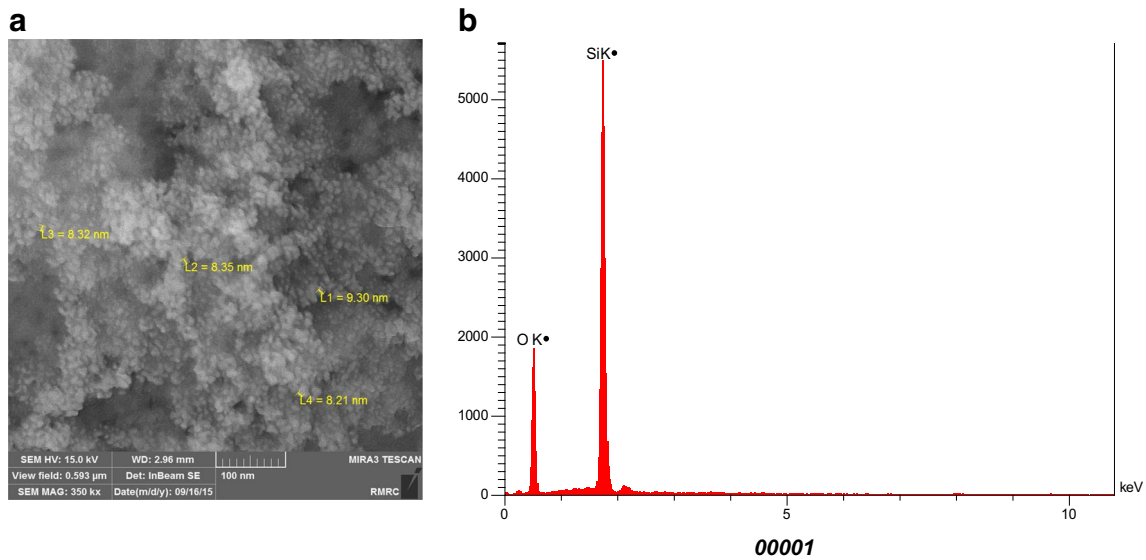 a
L3 = 8.32 nm
L2 = 8.35 nm
L1 = 9.30 nm
L4 = 8.21 nm
SEM HV: 15.0 kV WD: 2.96 mm MIRA3 TESCAN
View field: 0.593 µm Det: InBeam SE 100 nm
SEM MAG: 350 kx Date(m/d/y): 09/16/15 RMRC
b
SiK•
5000
4000
3000
2000
O K•
1000
0
keV
0 5 10
00001